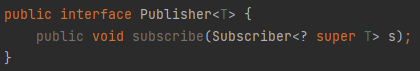 public interface Publisher<T> {
    public void subscribe(Subscriber<? super T> s);
}